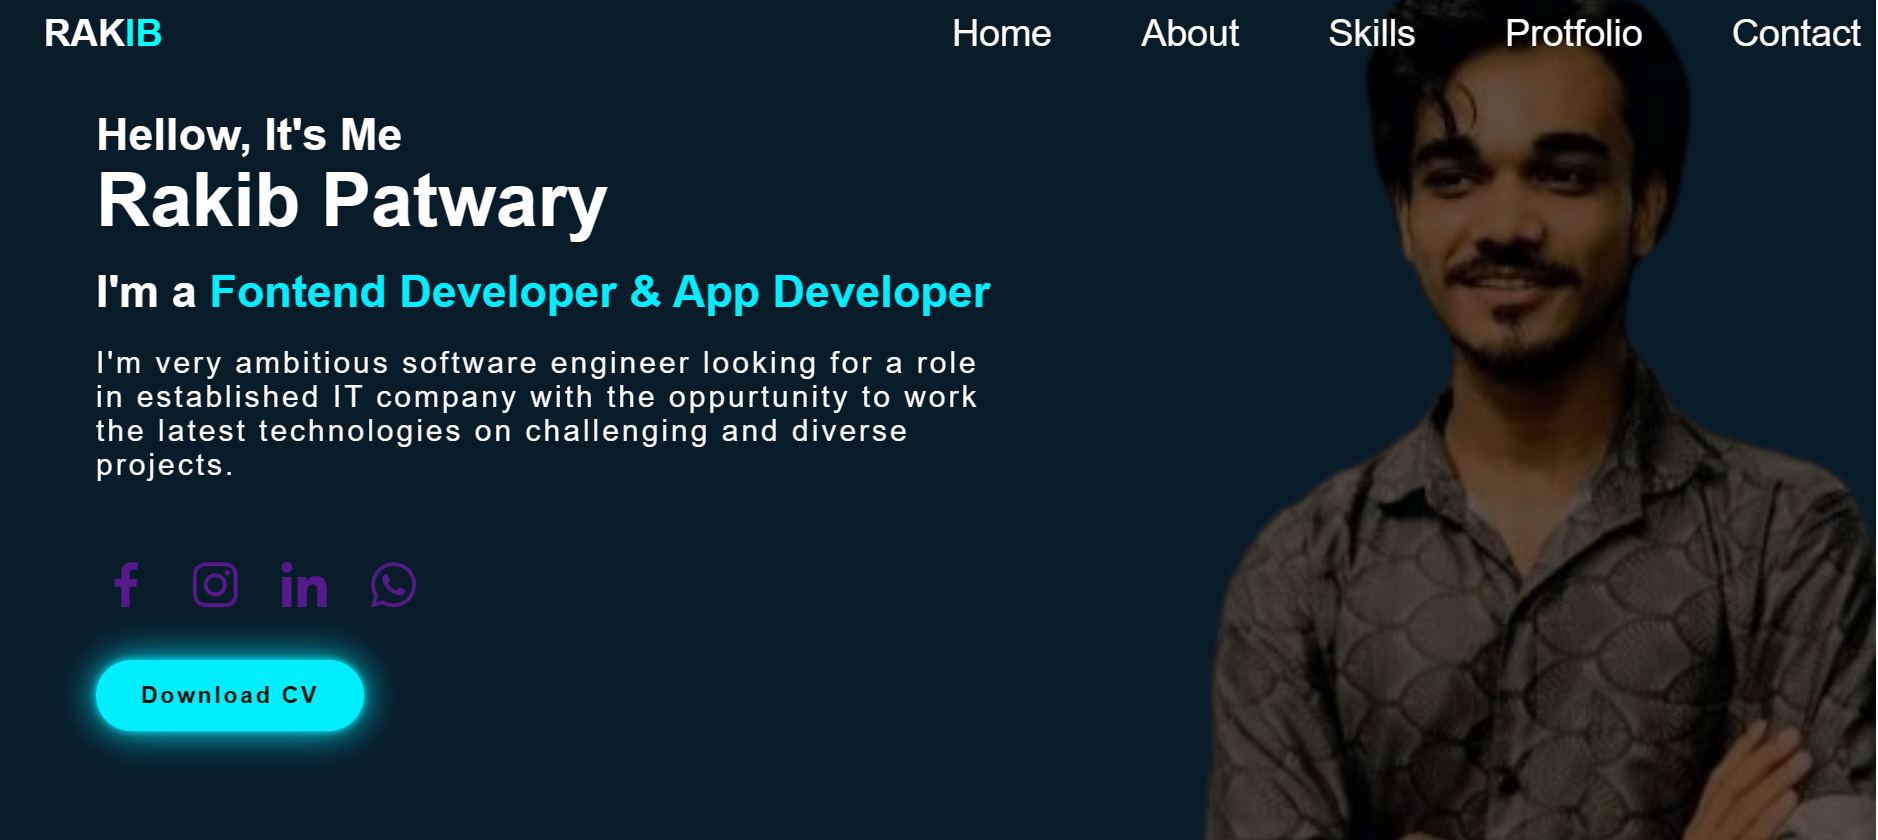 RAKIB
Home About Skills Protfolio Contact
Hellow, It's Me
Rakib Patwary
I'm a Fontend Developer & App Developer
I'm very ambitious software engineer looking for a role
in established IT company with the oppurtunity to work
the latest technologies on challenging and diverse
projects.
Download CV